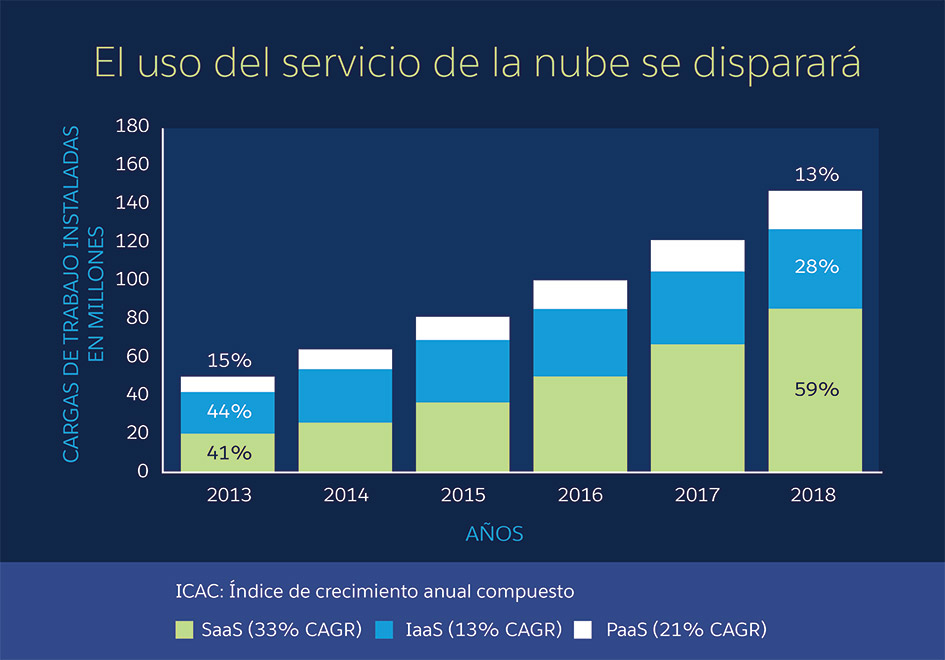 El uso del servicio de la nube se disparará
CARGAS DE TRABAJO INSTALADAS
EN MILLONES
180
160
140
120
100
80
60
40
20
0
15%
44%
41%
13%
28%
59%
2013 2014 2015 2016 2017 2018
AÑOS
ICAC: Índice de crecimiento anual compuesto
SaaS (33% CAGR) IaaS (13% CAGR) PaaS (21% CAGR)